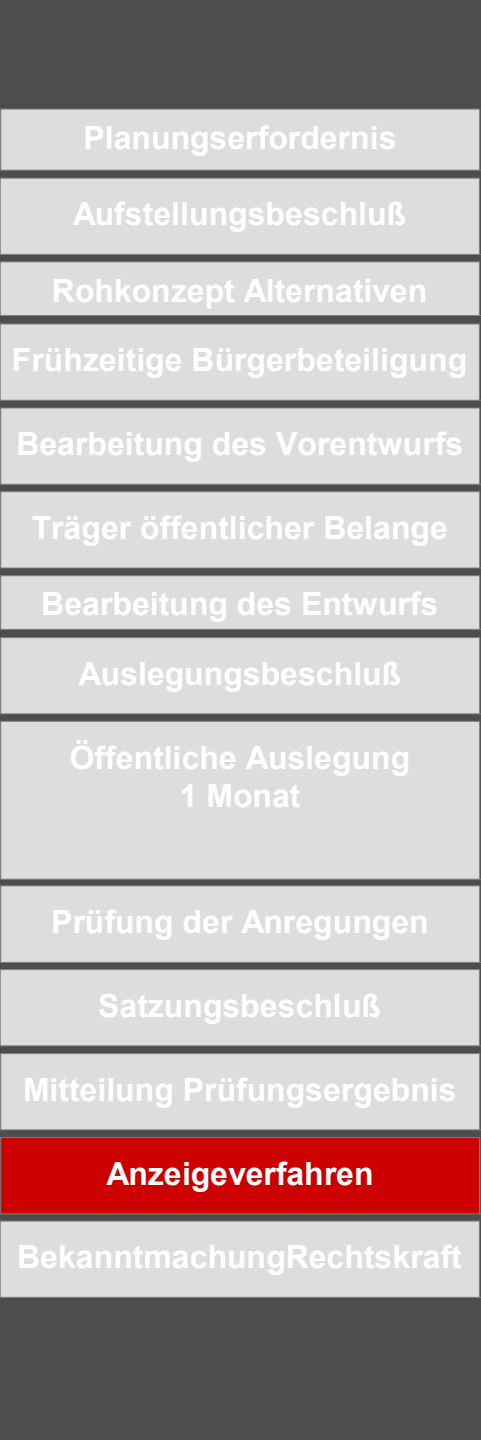 Planungserfordernis
Aufstellungsbeschluß
Rohkonzept Alternativen
Frühzeitige Bürgerbeteiligung
Bearbeitung des Vorentwurfs
Träger öffentlicher Belange
Bearbeitung des Entwurfs
Auslegungsbeschluß
Öffentliche Auslegung
1 Monat
Prüfung der Anregungen
Satzungsbeschluß
Mitteilung Prüfungsergebnis
Anzeigeverfahren
BekanntmachungRechtskraft